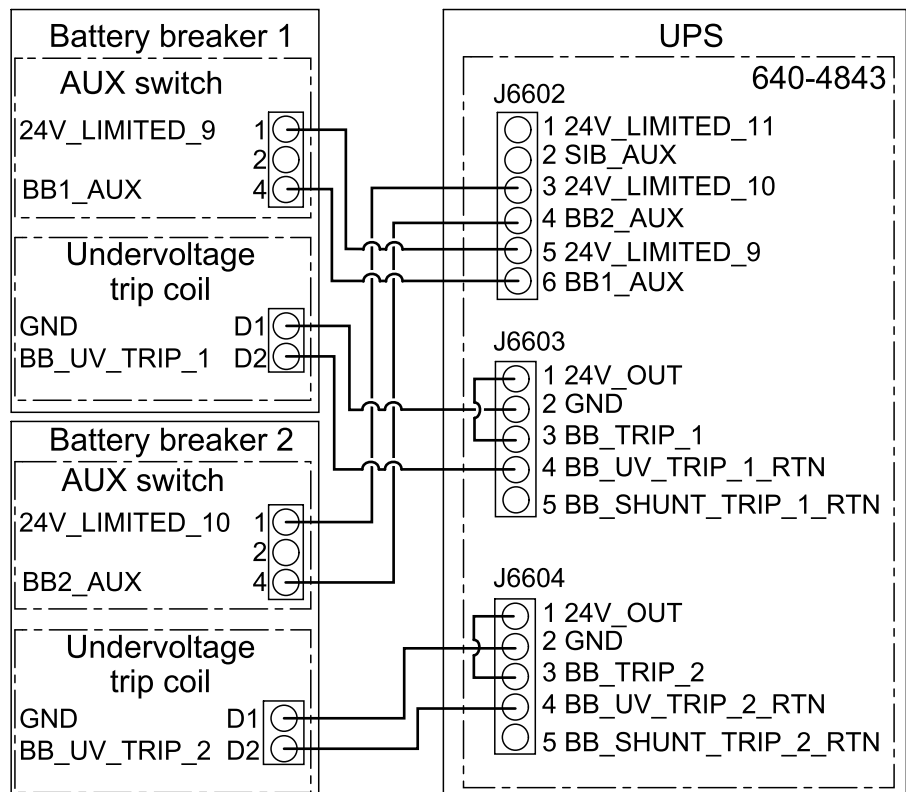 Battery breaker 1
AUX switch
24V_LIMITED_9 1
2
BB1_AUX 4
Undervoltage
trip coil
GND D1
BB_UV_TRIP_1 D2
Battery breaker 2
AUX switch
24V_LIMITED_10 1
2
BB2_AUX 4
Undervoltage
trip coil
GND D1
BB_UV_TRIP_2 D2
UPS
640-4843
J6602
1 24V_LIMITED_11
2 SIB_AUX
3 24V_LIMITED_10
4 BB2_AUX
5 24V_LIMITED_9
6 BB1_AUX
J6603
1 24V_OUT
2 GND
3 BB_TRIP_1
4 BB_UV_TRIP_1_RTN
5 BB_SHUNT_TRIP_1_RTN
J6604
1 24V_OUT
2 GND
3 BB_TRIP_2
4 BB_UV_TRIP_2_RTN
5 BB_SHUNT_TRIP_2_RTN